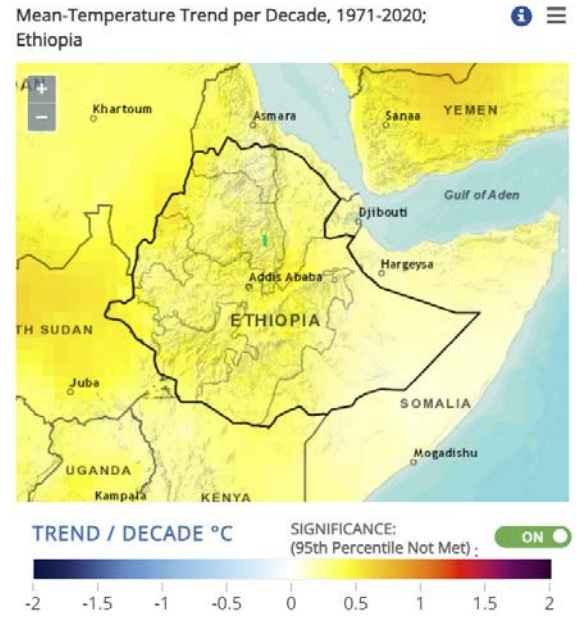 Mean-Temperature Trend per Decade, 1971-2020;
Ethiopia
AN
+
−
Khartoum
Asmara
Sanaa
YEMEN
Gulf of Aden
Djibouti
Hargeysa
Addis Ababa
ETHIOPIA
TH SUDAN
Juba
SOMALIA
Mogadishu
UGANDA
Kampala
KENYA
TREND / DECADE °C
SIGNIFICANCE:
(95th Percentile Not Met) :
ON
-2 -1.5 -1 -0.5 0 0.5 1 1.5 2